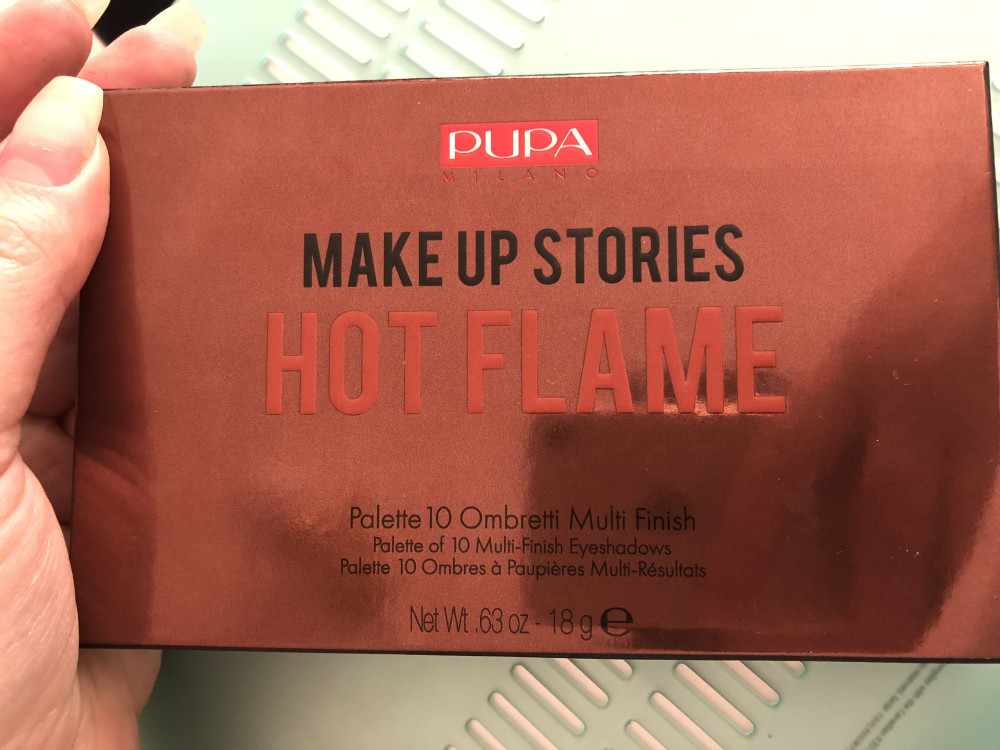 PUPA
MILANO
MAKE UP STORIES
HOT FLAME
Palette 10 Ombretti Multi Finish
Palette of 10 Multi-Finish Eyeshadows
Palette 10 Ombres à Paupières Multi-Résultats
Net Wt .63 oz - 18 g ℮